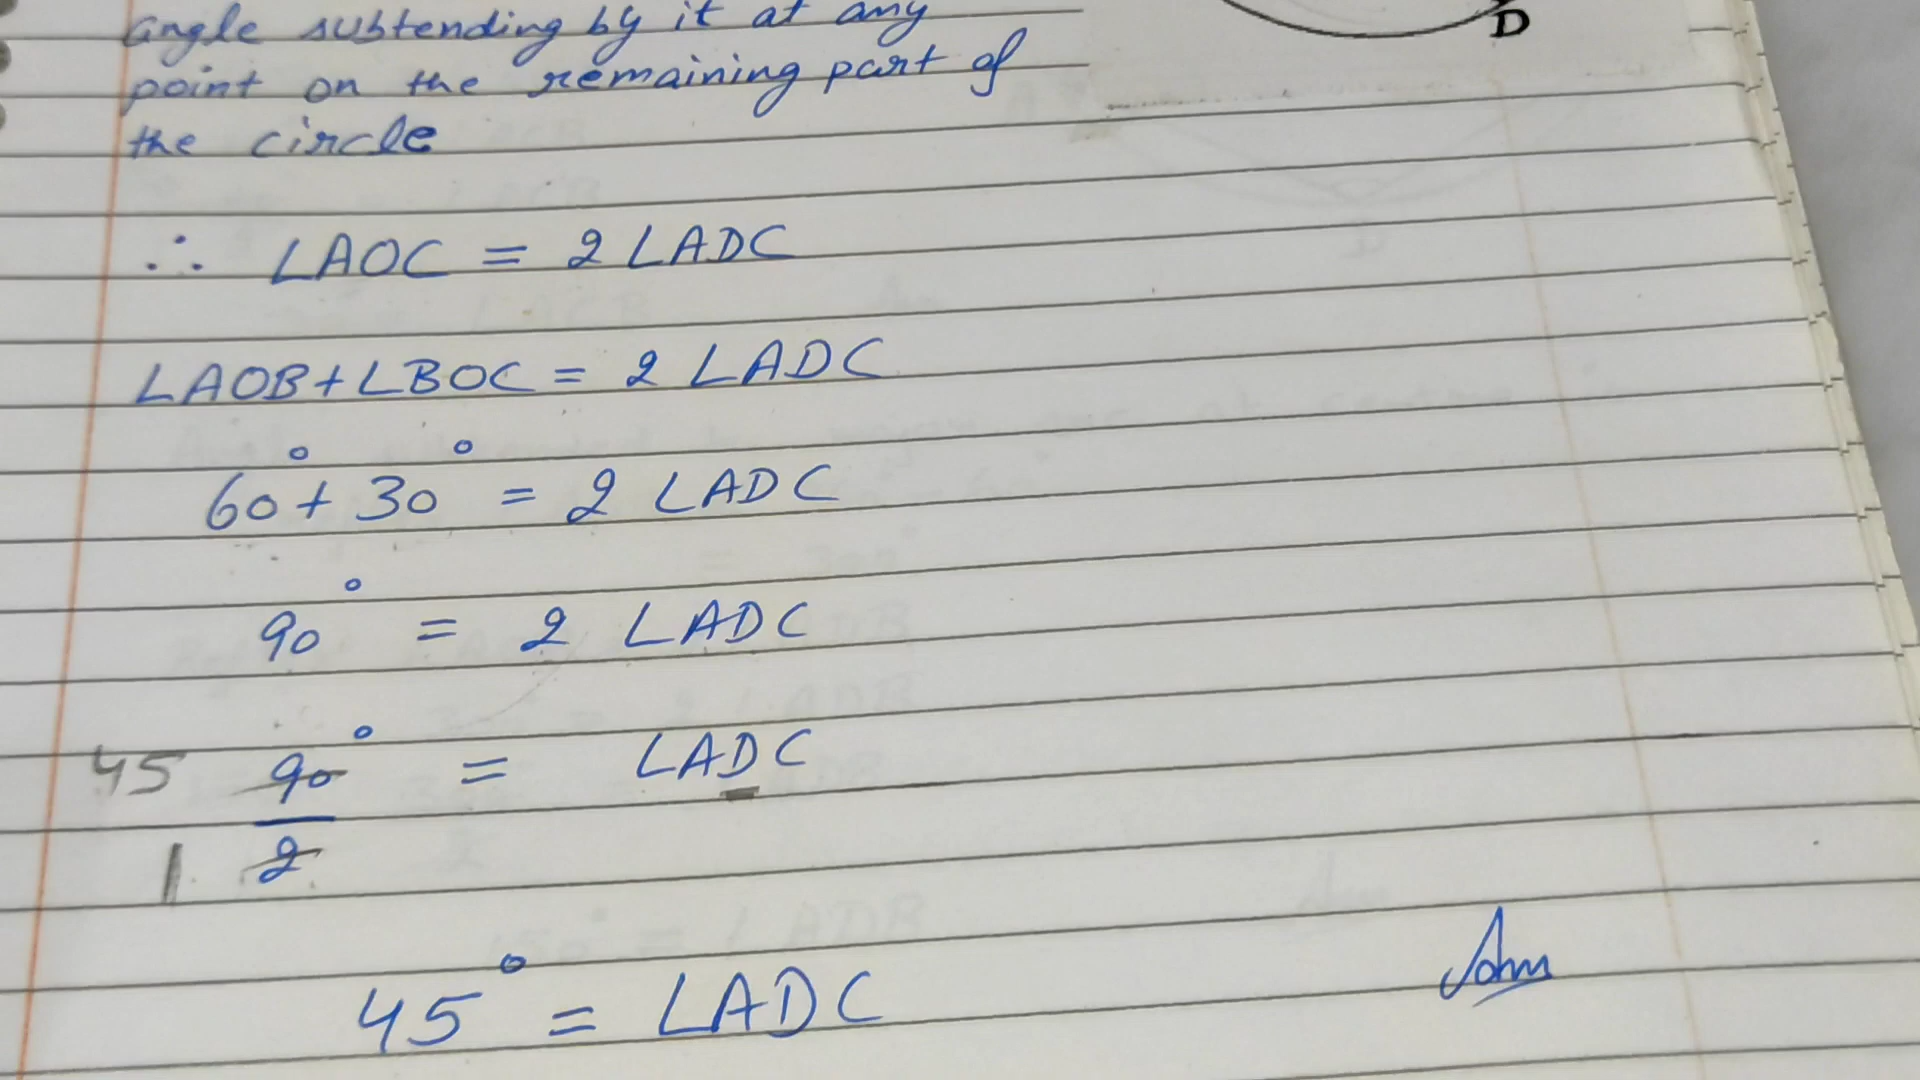 D
angle subtending by it at any
point on the remaining part of
the circle
∴ ∠AOC = 2 ∠ADC
∠AOB + ∠BOC = 2 ∠ADC
60° + 30° = 2 ∠ADC
90° = 2 ∠ADC
45 90° = ∠ADC
1 2
45° = ∠ADC
Ans